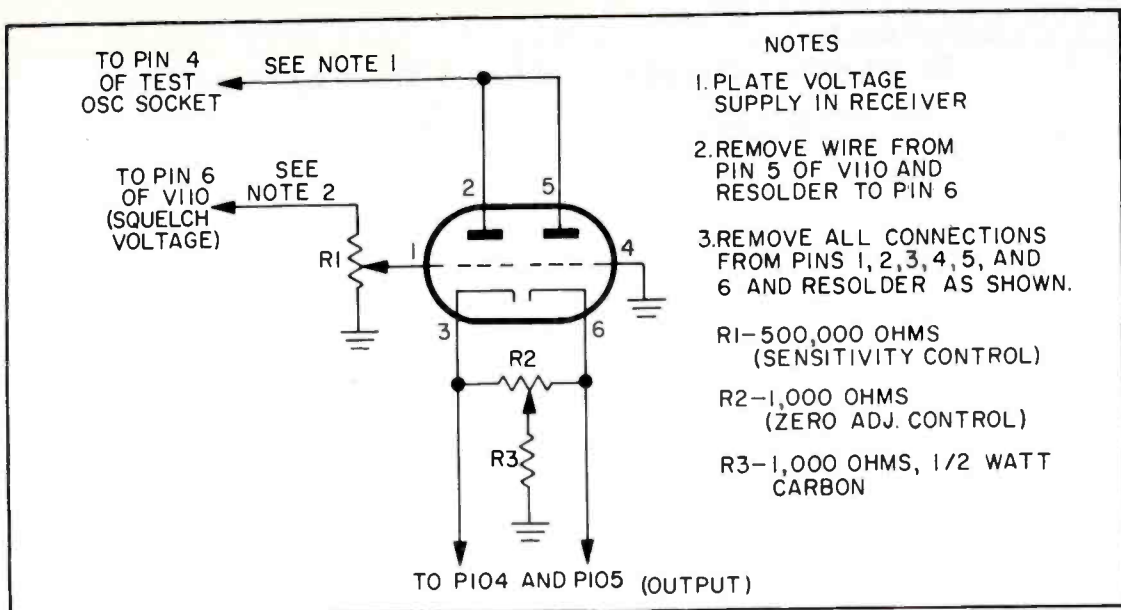 TO PIN 4
OF TEST
OSC SOCKET
SEE NOTE 1
TO PIN 6
OF V110
(SQUELCH
VOLTAGE)
SEE
NOTE 2
2
5
R1
1
4
3
6
R2
R3
TO P104 AND P105 (OUTPUT)
NOTES
1. PLATE VOLTAGE
SUPPLY IN RECEIVER
2. REMOVE WIRE FROM
PIN 5 OF V110 AND
RESOLDER TO PIN 6
3. REMOVE ALL CONNECTIONS
FROM PINS 1, 2, 3, 4, 5, AND
6 AND RESOLDER AS SHOWN.
R1-500,000 OHMS
(SENSITIVITY CONTROL)
R2-1,000 OHMS
(ZERO ADJ. CONTROL)
R3-1,000 OHMS, 1/2 WATT
CARBON